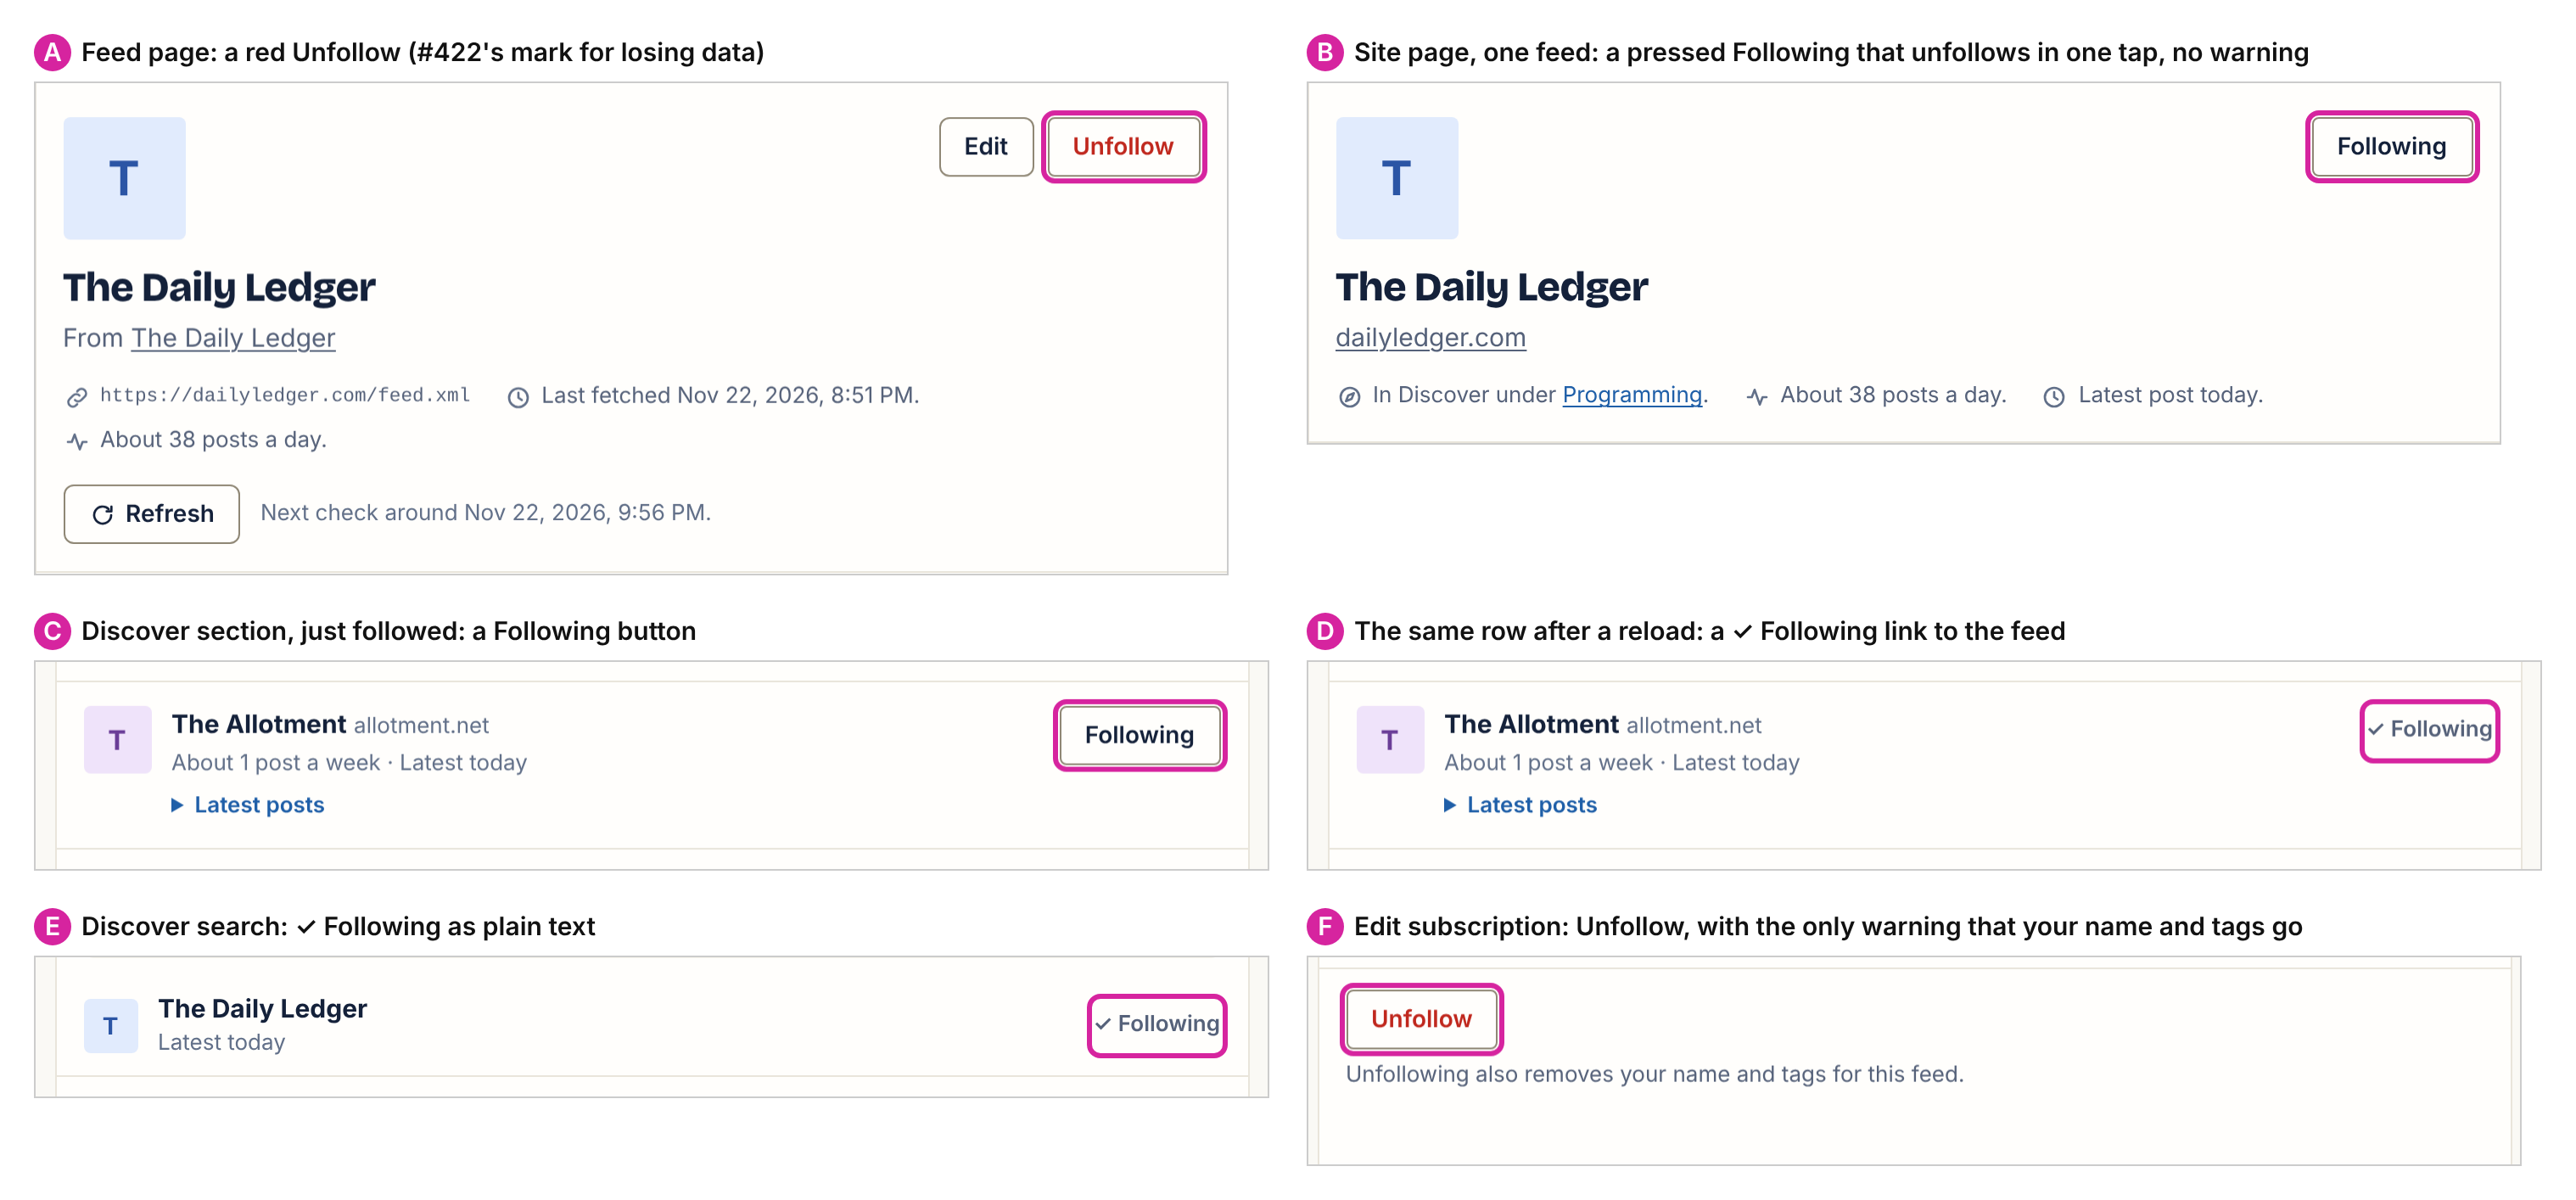 A Feed page: a red Unfollow (#422's mark for losing data)
Edit Unfollow
T
The Daily Ledger
From The Daily Ledger
https://dailyledger.com/feed.xml Last fetched Nov 22, 2026, 8:51 PM.
About 38 posts a day.
Refresh Next check around Nov 22, 2026, 9:56 PM.
B Site page, one feed: a pressed Following that unfollows in one tap, no warning
Following
T
The Daily Ledger
dailyledger.com
In Discover under Programming. About 38 posts a day. Latest post today.
C Discover section, just followed: a Following button
T
The Allotment allotment.net
Following
About 1 post a week · Latest today
▶ Latest posts
D The same row after a reload: a ✓ Following link to the feed
T
The Allotment allotment.net
✓ Following
About 1 post a week · Latest today
▶ Latest posts
E Discover search: ✓ Following as plain text
T
The Daily Ledger
✓ Following
Latest today
F Edit subscription: Unfollow, with the only warning that your name and tags go
Unfollow
Unfollowing also removes your name and tags for this feed.